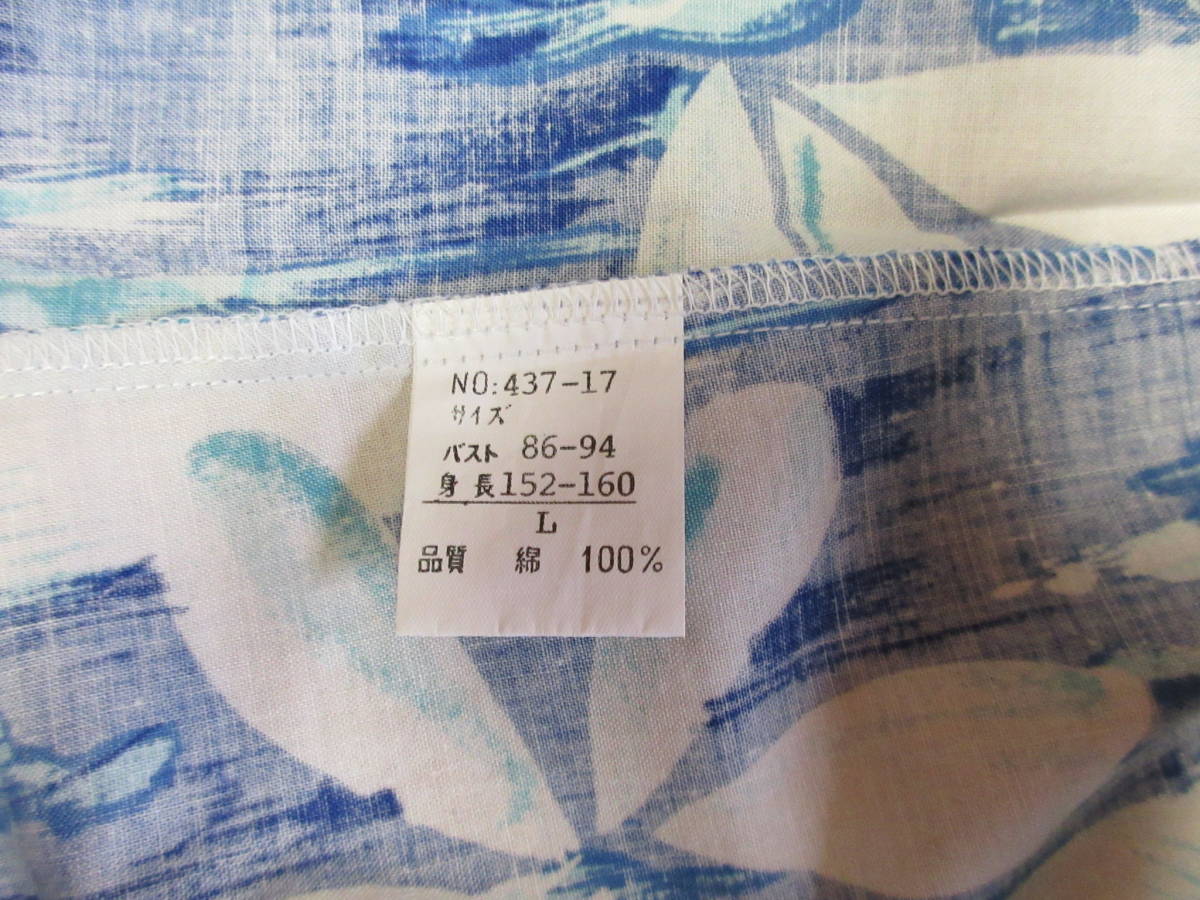 NO:437-17
サイズ
バスト 86-94
身長152-160
L
品質 綿 100%